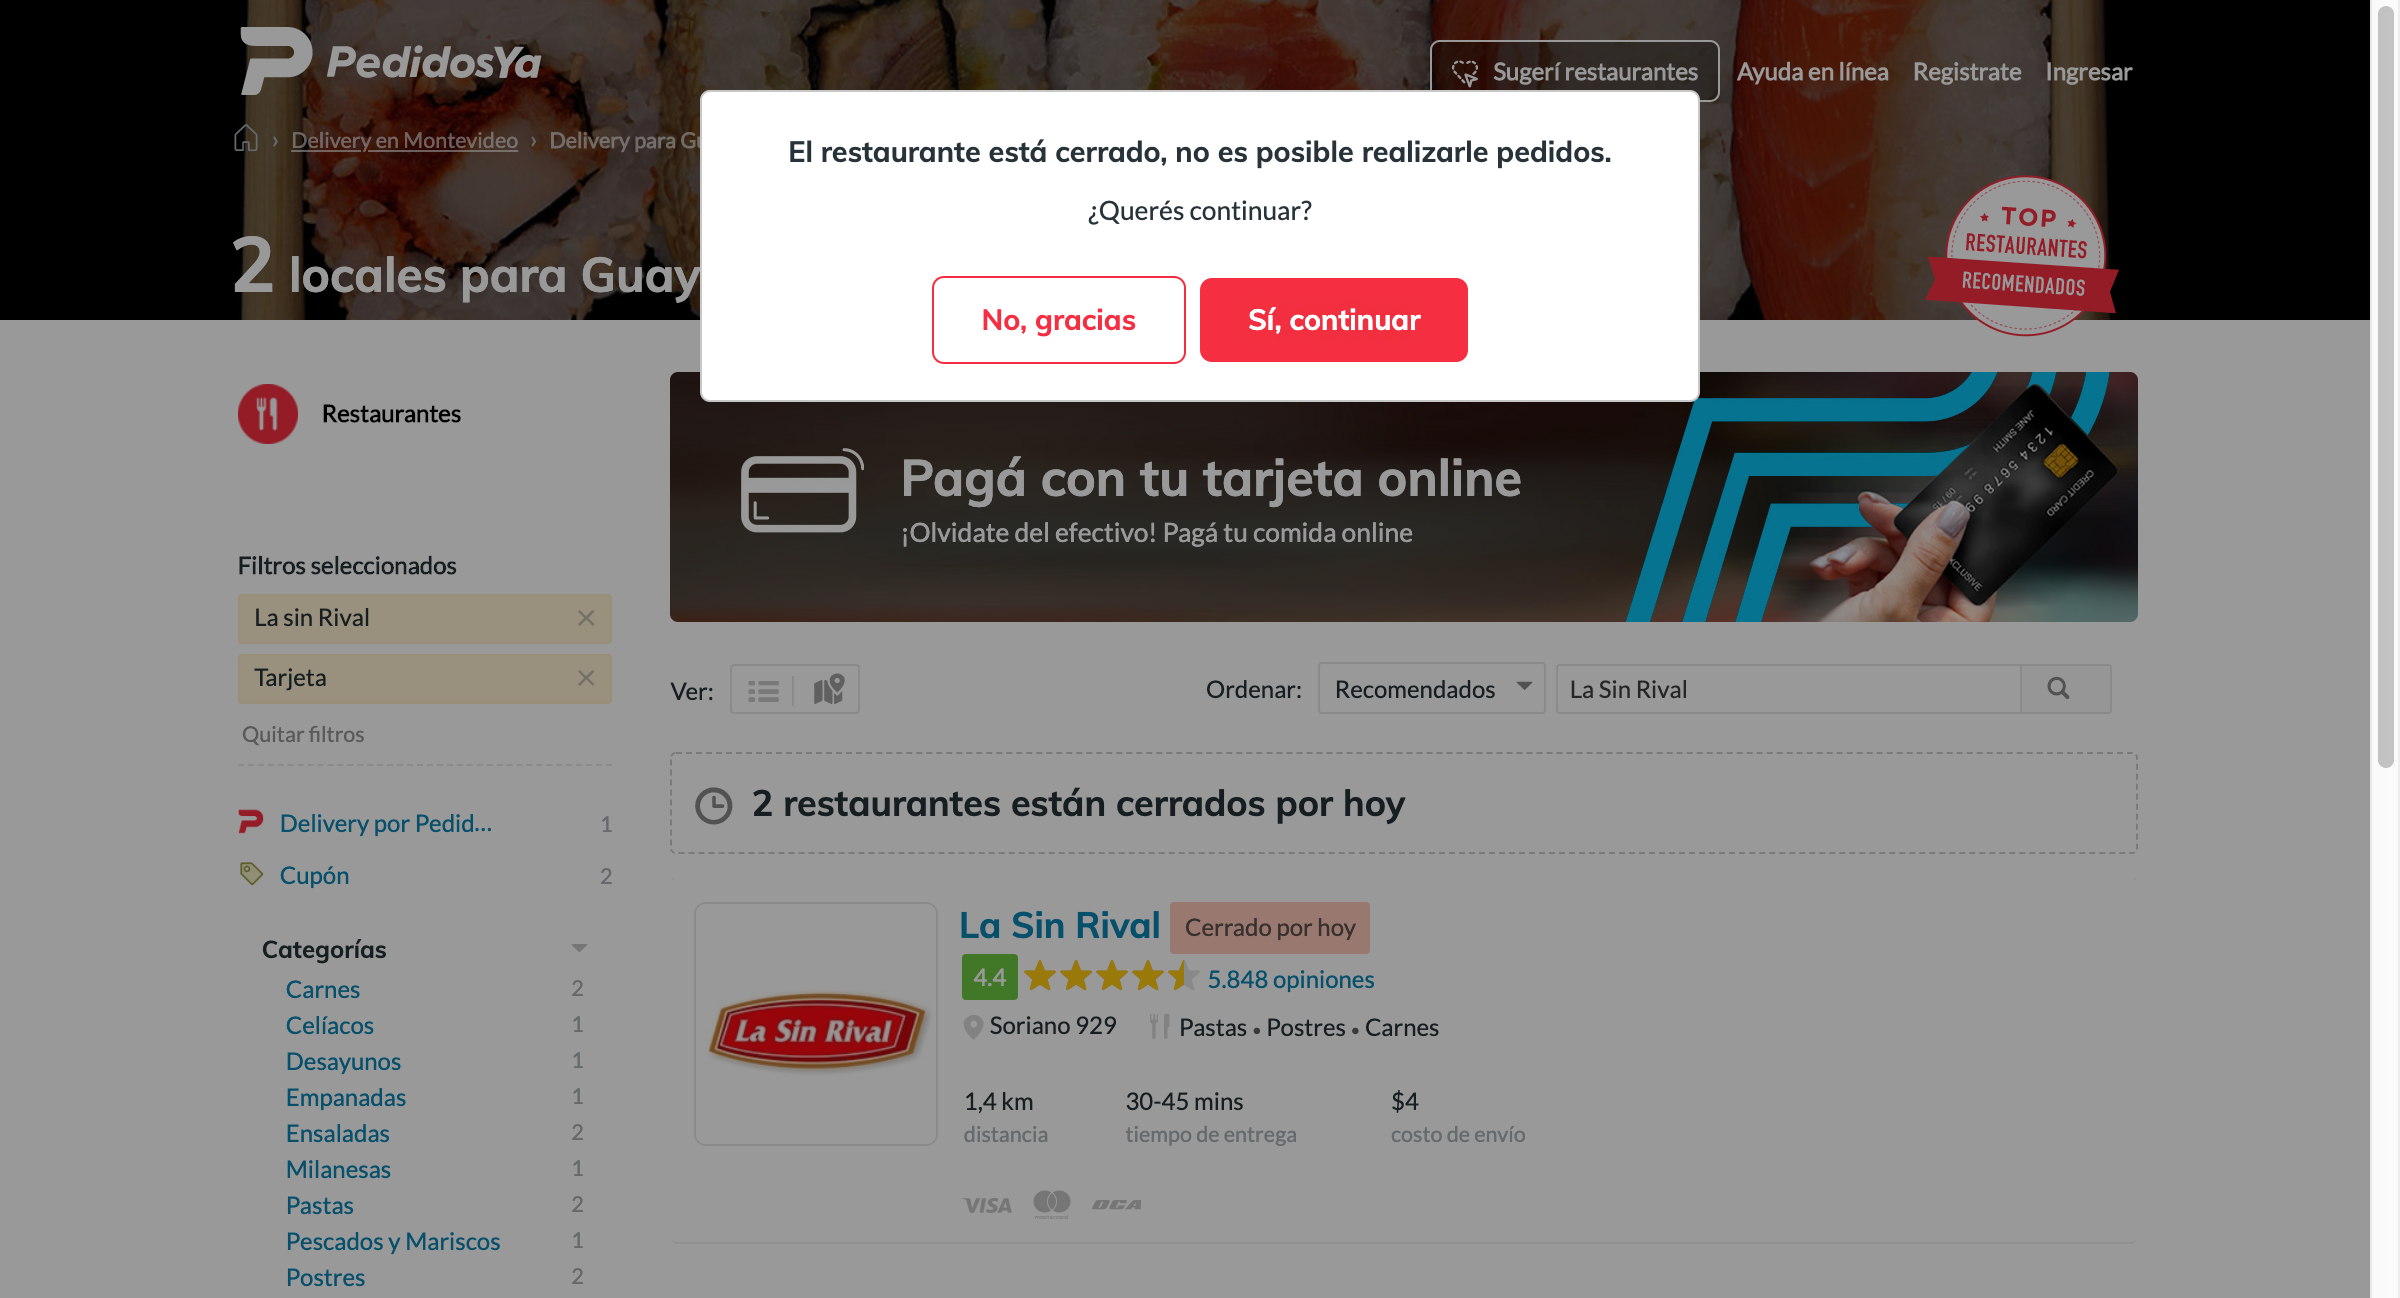 PedidosYa
Sugerí restaurantes
Ayuda en línea
Registrate
Ingresar
Delivery en Montevideo › Delivery para
El restaurante está cerrado, no es posible realizarle pedidos.
¿Querés continuar?
No, gracias
Sí, continuar
2 locales para
TOP
RESTAURANTES
RECOMENDADOS
Restaurantes
Pagá con tu tarjeta online
¡Olvidate del efectivo! Pagá tu comida online
JANE SMITH
CREDIT CARD
Filtros seleccionados
La sin Rival
Tarjeta
Quitar filtros
Ver:
Ordenar:
Recomendados
La Sin Rival
2 restaurantes están cerrados por hoy
Delivery por Pedid... 1
Cupón 2
Categorías
Carnes 2
Celíacos 1
Desayunos 1
Empanadas 1
Ensaladas 2
Milanesas 1
Pastas 2
Pescados y Mariscos 1
Postres 2
La Sin Rival
La Sin Rival Cerrado por hoy
4.4 5.848 opiniones
Soriano 929 Pastas • Postres • Carnes
1,4 km 30-45 mins $4
distancia tiempo de entrega costo de envío
VISA OCA